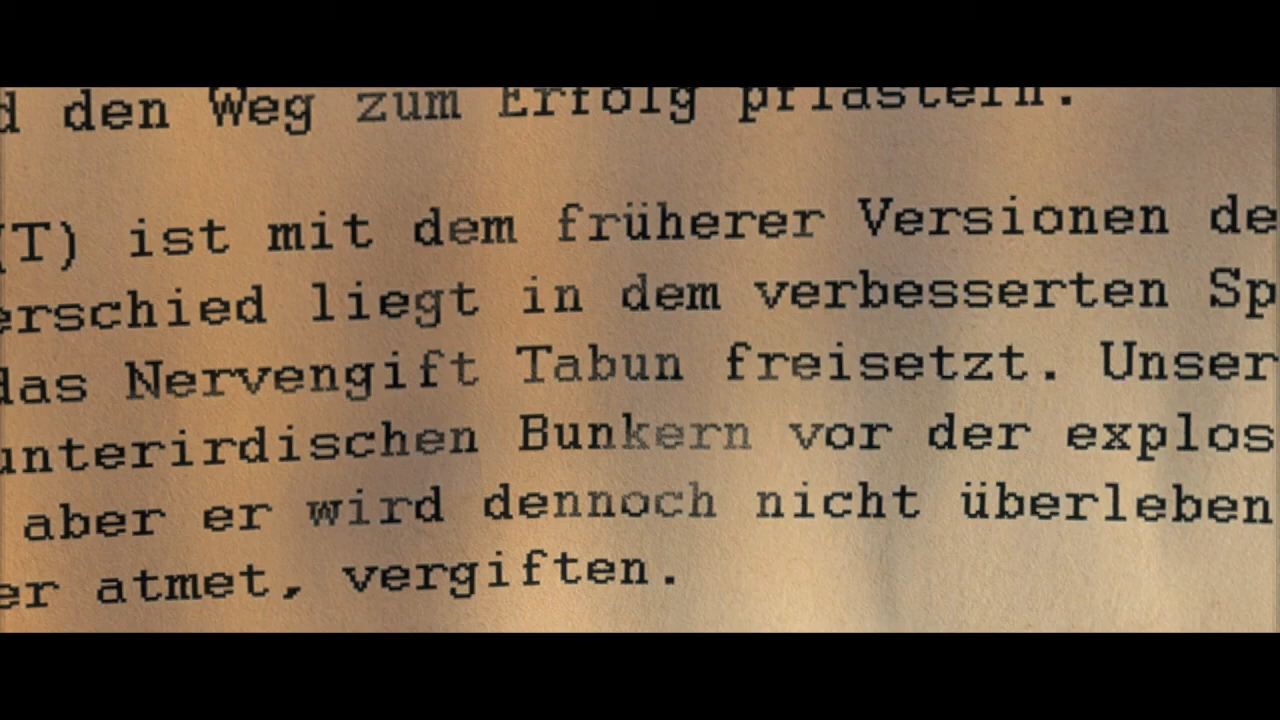 d den Weg zum Erfolg pflastern.
(T) ist mit dem früherer Versionen de
erschied liegt in dem verbesserten Sp
das Nervengift Tabun freisetzt. Unser
unterirdischen Bunkern vor der explos
aber er wird dennoch nicht überleben
er atmet, vergiften.